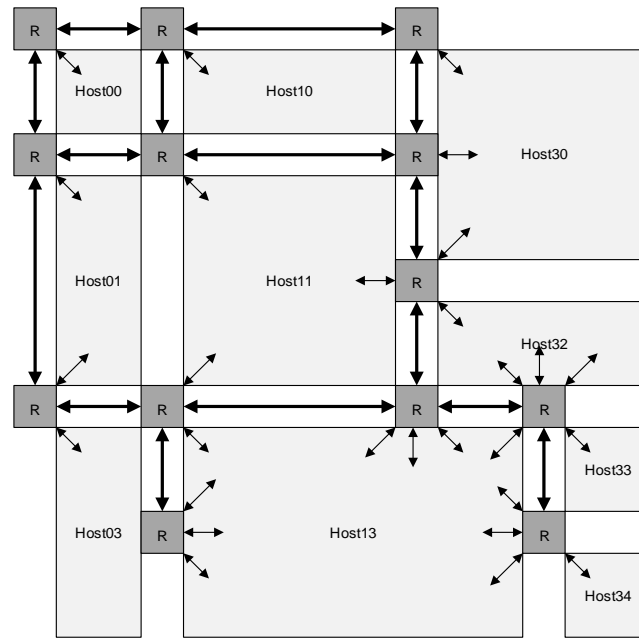 R R R
Host00 Host10
R R R Host30
Host01 Host11 R
Host32
R R R R
Host33
Host03 R Host13 R
Host34